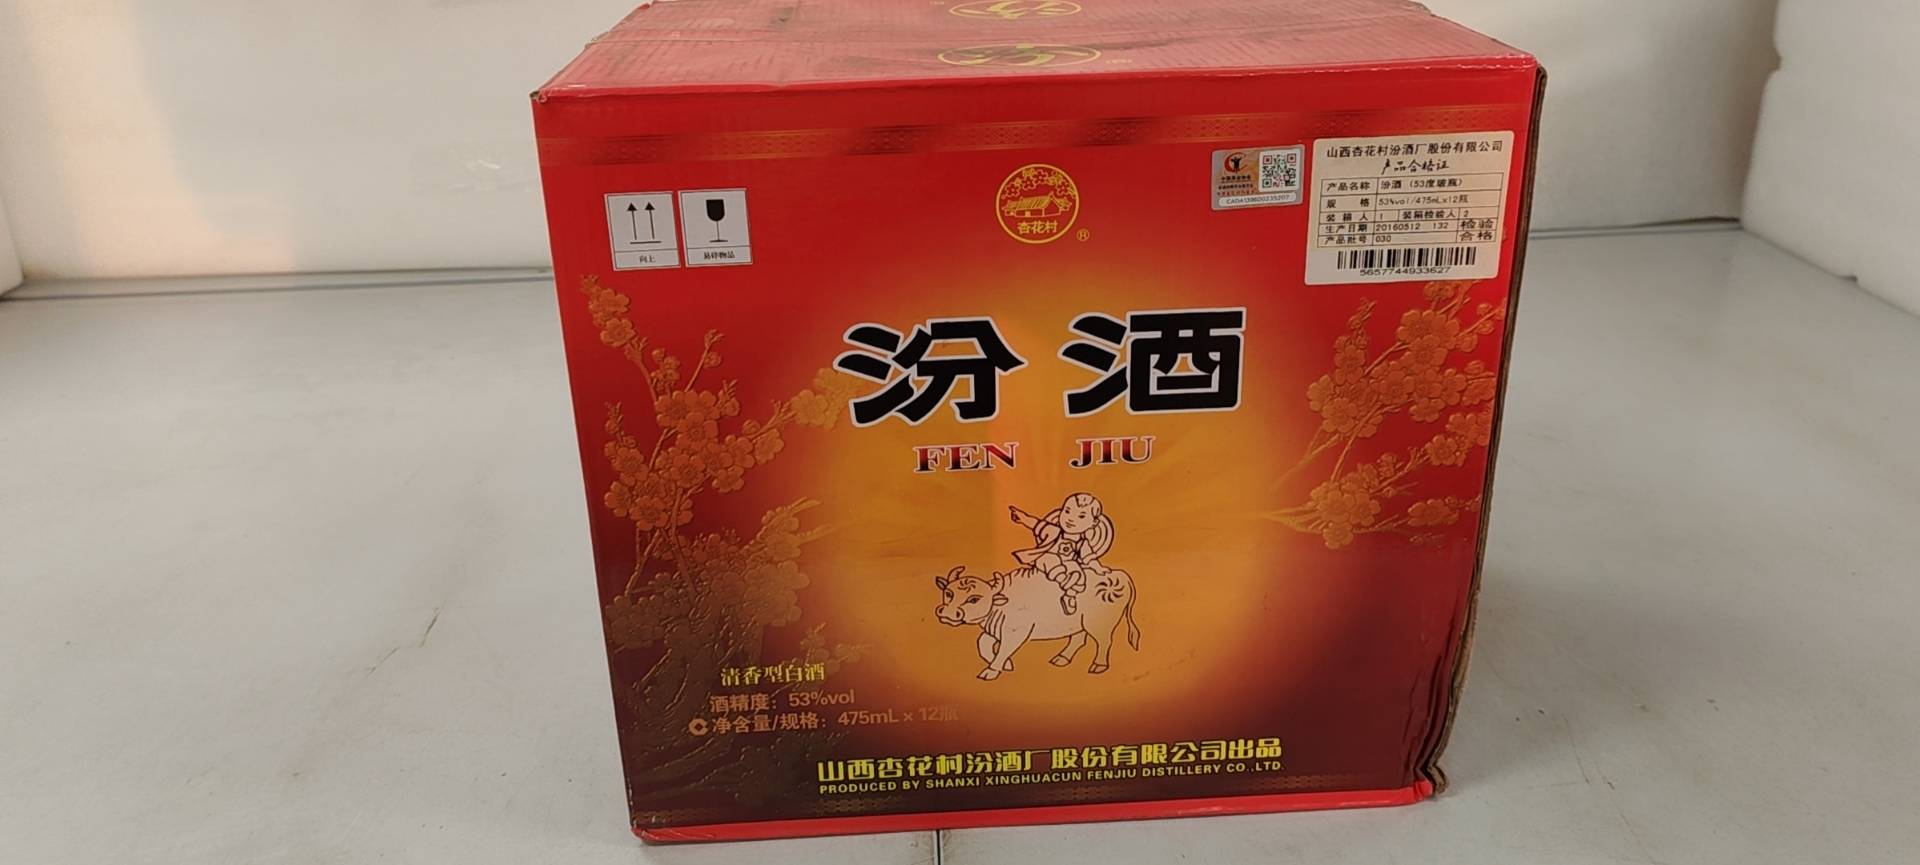 杏花村
®
向上
易碎物品
CADA139600235207
山西杏花村汾酒厂股份有限公司
产品合格证
产品名称 汾酒（53度玻瓶）
规 格 53%vol/475mL×12瓶
装箱人 1 装箱检验人 2
生产日期 20160512 132 检验
产品批号 030 合格
5657744933627
汾酒
FEN JIU
清香型白酒
酒精度：53%vol
净含量/规格：475mL×12瓶
山西杏花村汾酒厂股份有限公司出品
PRODUCED BY SHANXI XINGHUACUN FENJIU DISTILLERY CO.,LTD.